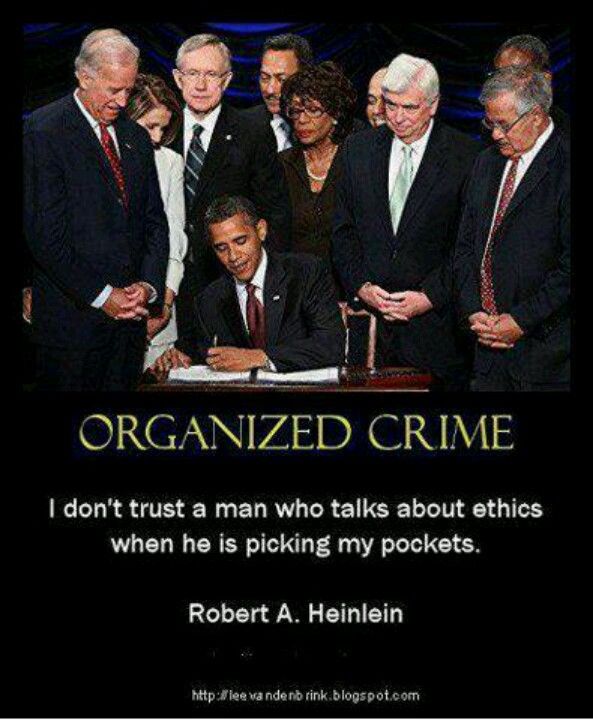 ORGANIZED CRIME
I don't trust a man who talks about ethics
when he is picking my pockets.
Robert A. Heinlein
http://leevandenbrink.blogspot.com